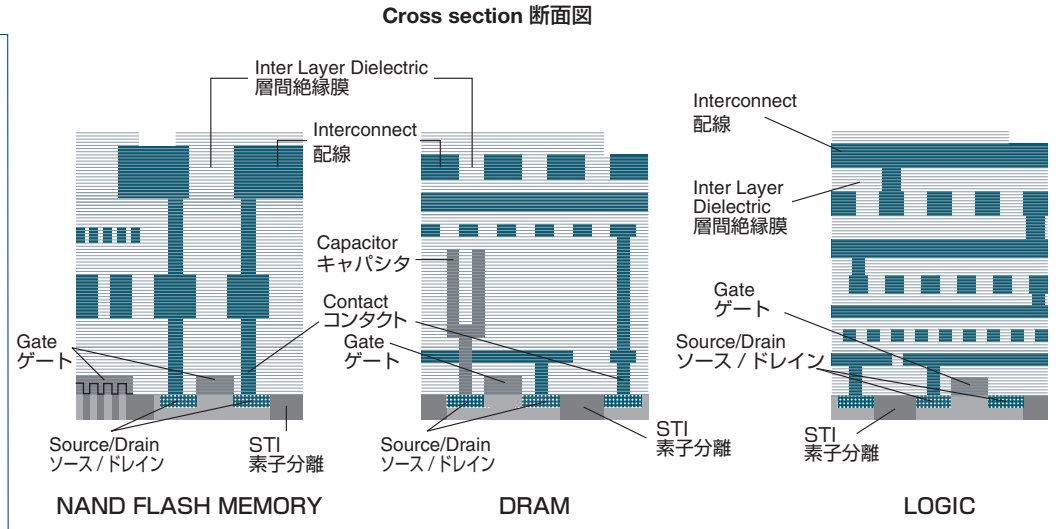 Cross section 断面図
Inter Layer Dielectric
層間絶縁膜
Interconnect
配線
Capacitor
キャパシタ
Contact
コンタクト
Gate
ゲート
Gate
ゲート
Source/Drain
ソース / ドレイン
STI
素子分離
Source/Drain
ソース / ドレイン
STI
素子分離
Interconnect
配線
Inter Layer
Dielectric
層間絶縁膜
Gate
ゲート
Source/Drain
ソース / ドレイン
STI
素子分離
NAND FLASH MEMORY
DRAM
LOGIC